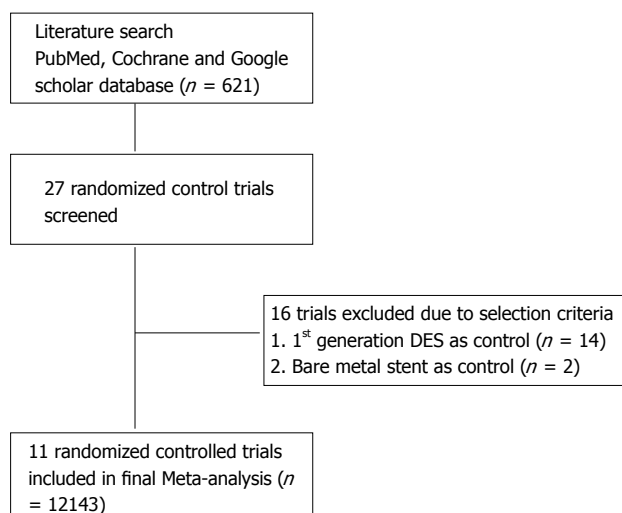 Literature search
PubMed, Cochrane and Google
scholar database (n = 621)
27 randomized control trials
screened
16 trials excluded due to selection criteria
1. 1st generation DES as control (n = 14)
2. Bare metal stent as control (n = 2)
11 randomized controlled trials
included in final Meta-analysis (n
= 12143)